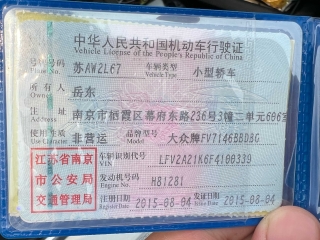 中华人民共和国机动车行驶证
Vehicle License of the People's Republic of China
号牌号码 苏AW2L67 车辆类型 小型轿车
Plate No. Vehicle Type
所有人 岳东
Owner
住址 南京市栖霞区幕府东路236号3幢二单元606室
Address
使用性质 非营运 品牌型号 大众牌FV7146BBDBG
Use Character Model
江苏省南京 车辆识别代号 LFV2A21K6F4100339
VIN
市公安局 发动机号码 H81281
Engine No.
交通管理局 注册日期 2015-08-04 发证日期 2015-08-04
Register Date Issue Date